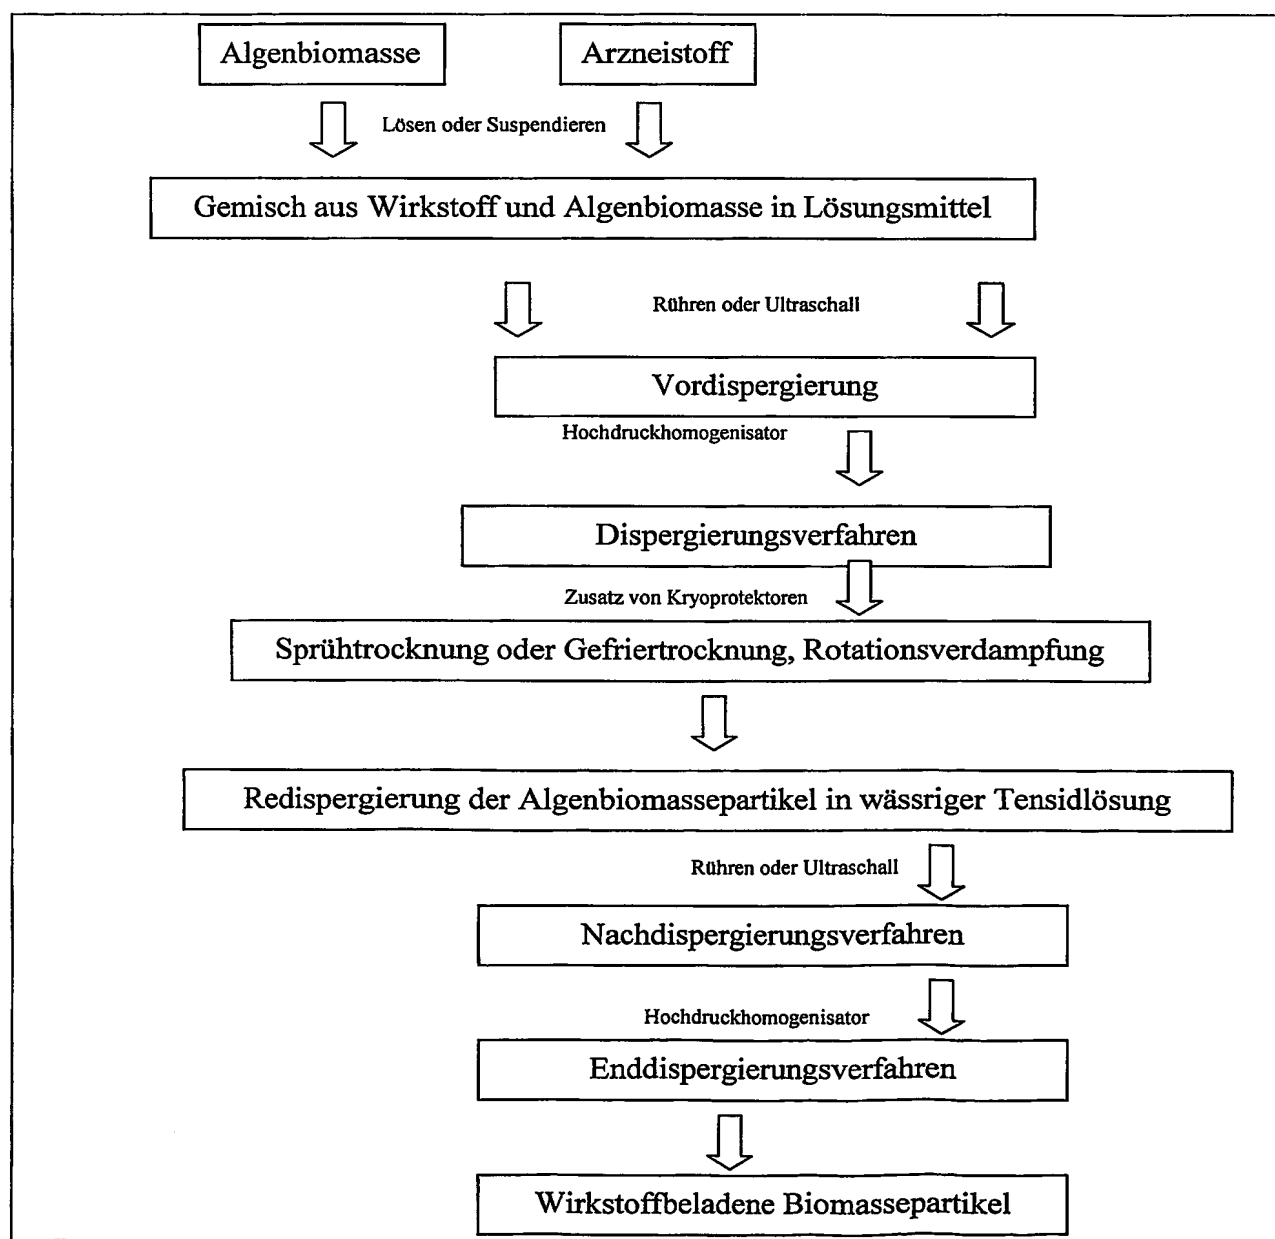 Algenbiomasse
Arzneistoff
Lösen oder Suspendieren
Gemisch aus Wirkstoff und Algenbiomasse in Lösungsmittel
Rühren oder Ultraschall
Vordispergierung
Hochdruckhomogenisator
Dispergierungsverfahren
Zusatz von Kryoprotektoren
Sprühtrocknung oder Gefriertrocknung, Rotationsverdampfung
Redispergierung der Algenbiomassepartikel in wässriger Tensidlösung
Rühren oder Ultraschall
Nachdispergierungsverfahren
Hochdruckhomogenisator
Enddispergierungsverfahren
Wirkstoffbeladene Biomassepartikel